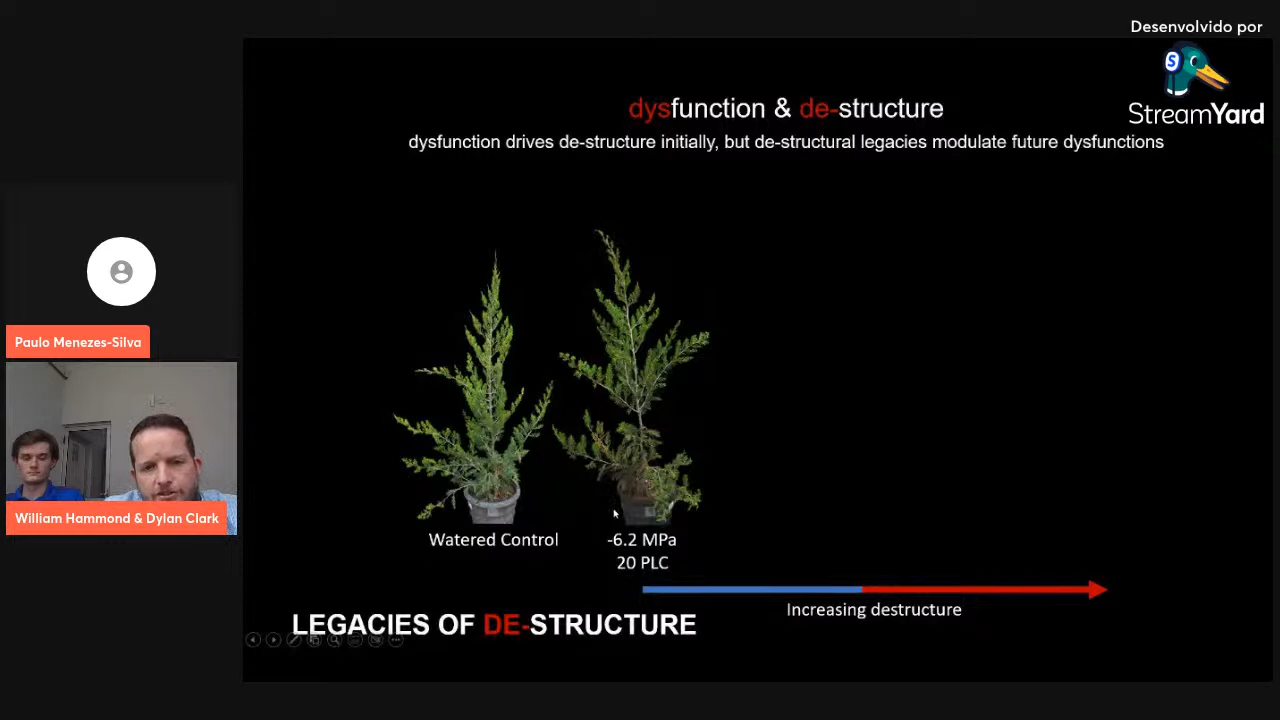 Desenvolvido por
StreamYard
dysfunction & de-structure
dysfunction drives de-structure initially, but de-structural legacies modulate future dysfunctions
Paulo Menezes-Silva
William Hammond & Dylan Clark
Watered Control
-6.2 MPa
20 PLC
Increasing destructure
LEGACIES OF DE-STRUCTURE